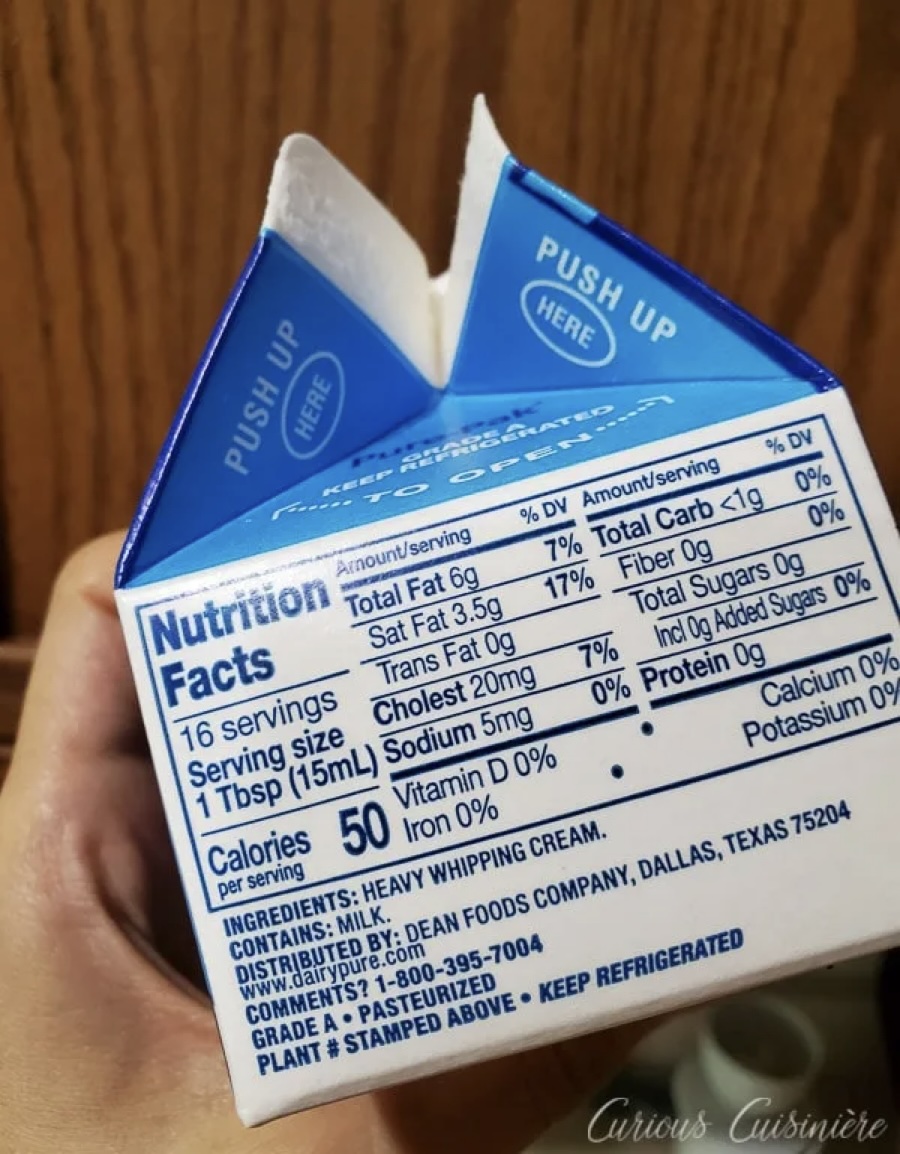 PUSH UP
HERE
PUSH UP
HERE
Pure-Pak
GRADE A
KEEP REFRIGERATED
TO OPEN
Nutrition
Facts
16 servings
Serving size
1 Tbsp (15mL)
Calories 50
per serving
Amount/serving % DV
Total Fat 6g 7%
Sat Fat 3.5g 17%
Trans Fat 0g
Cholest 20mg 7%
Sodium 5mg 0%
Amount/serving % DV
Total Carb <1g 0%
Fiber 0g 0%
Total Sugars 0g
Incl 0g Added Sugars 0%
Protein 0g
Vitamin D 0% • Calcium 0%
Iron 0% • Potassium 0%
INGREDIENTS: HEAVY WHIPPING CREAM.
CONTAINS: MILK.
DISTRIBUTED BY: DEAN FOODS COMPANY, DALLAS, TEXAS 75204
www.dairypure.com
COMMENTS? 1-800-395-7004
GRADE A • PASTEURIZED
PLANT # STAMPED ABOVE • KEEP REFRIGERATED
Curious Cuisinière